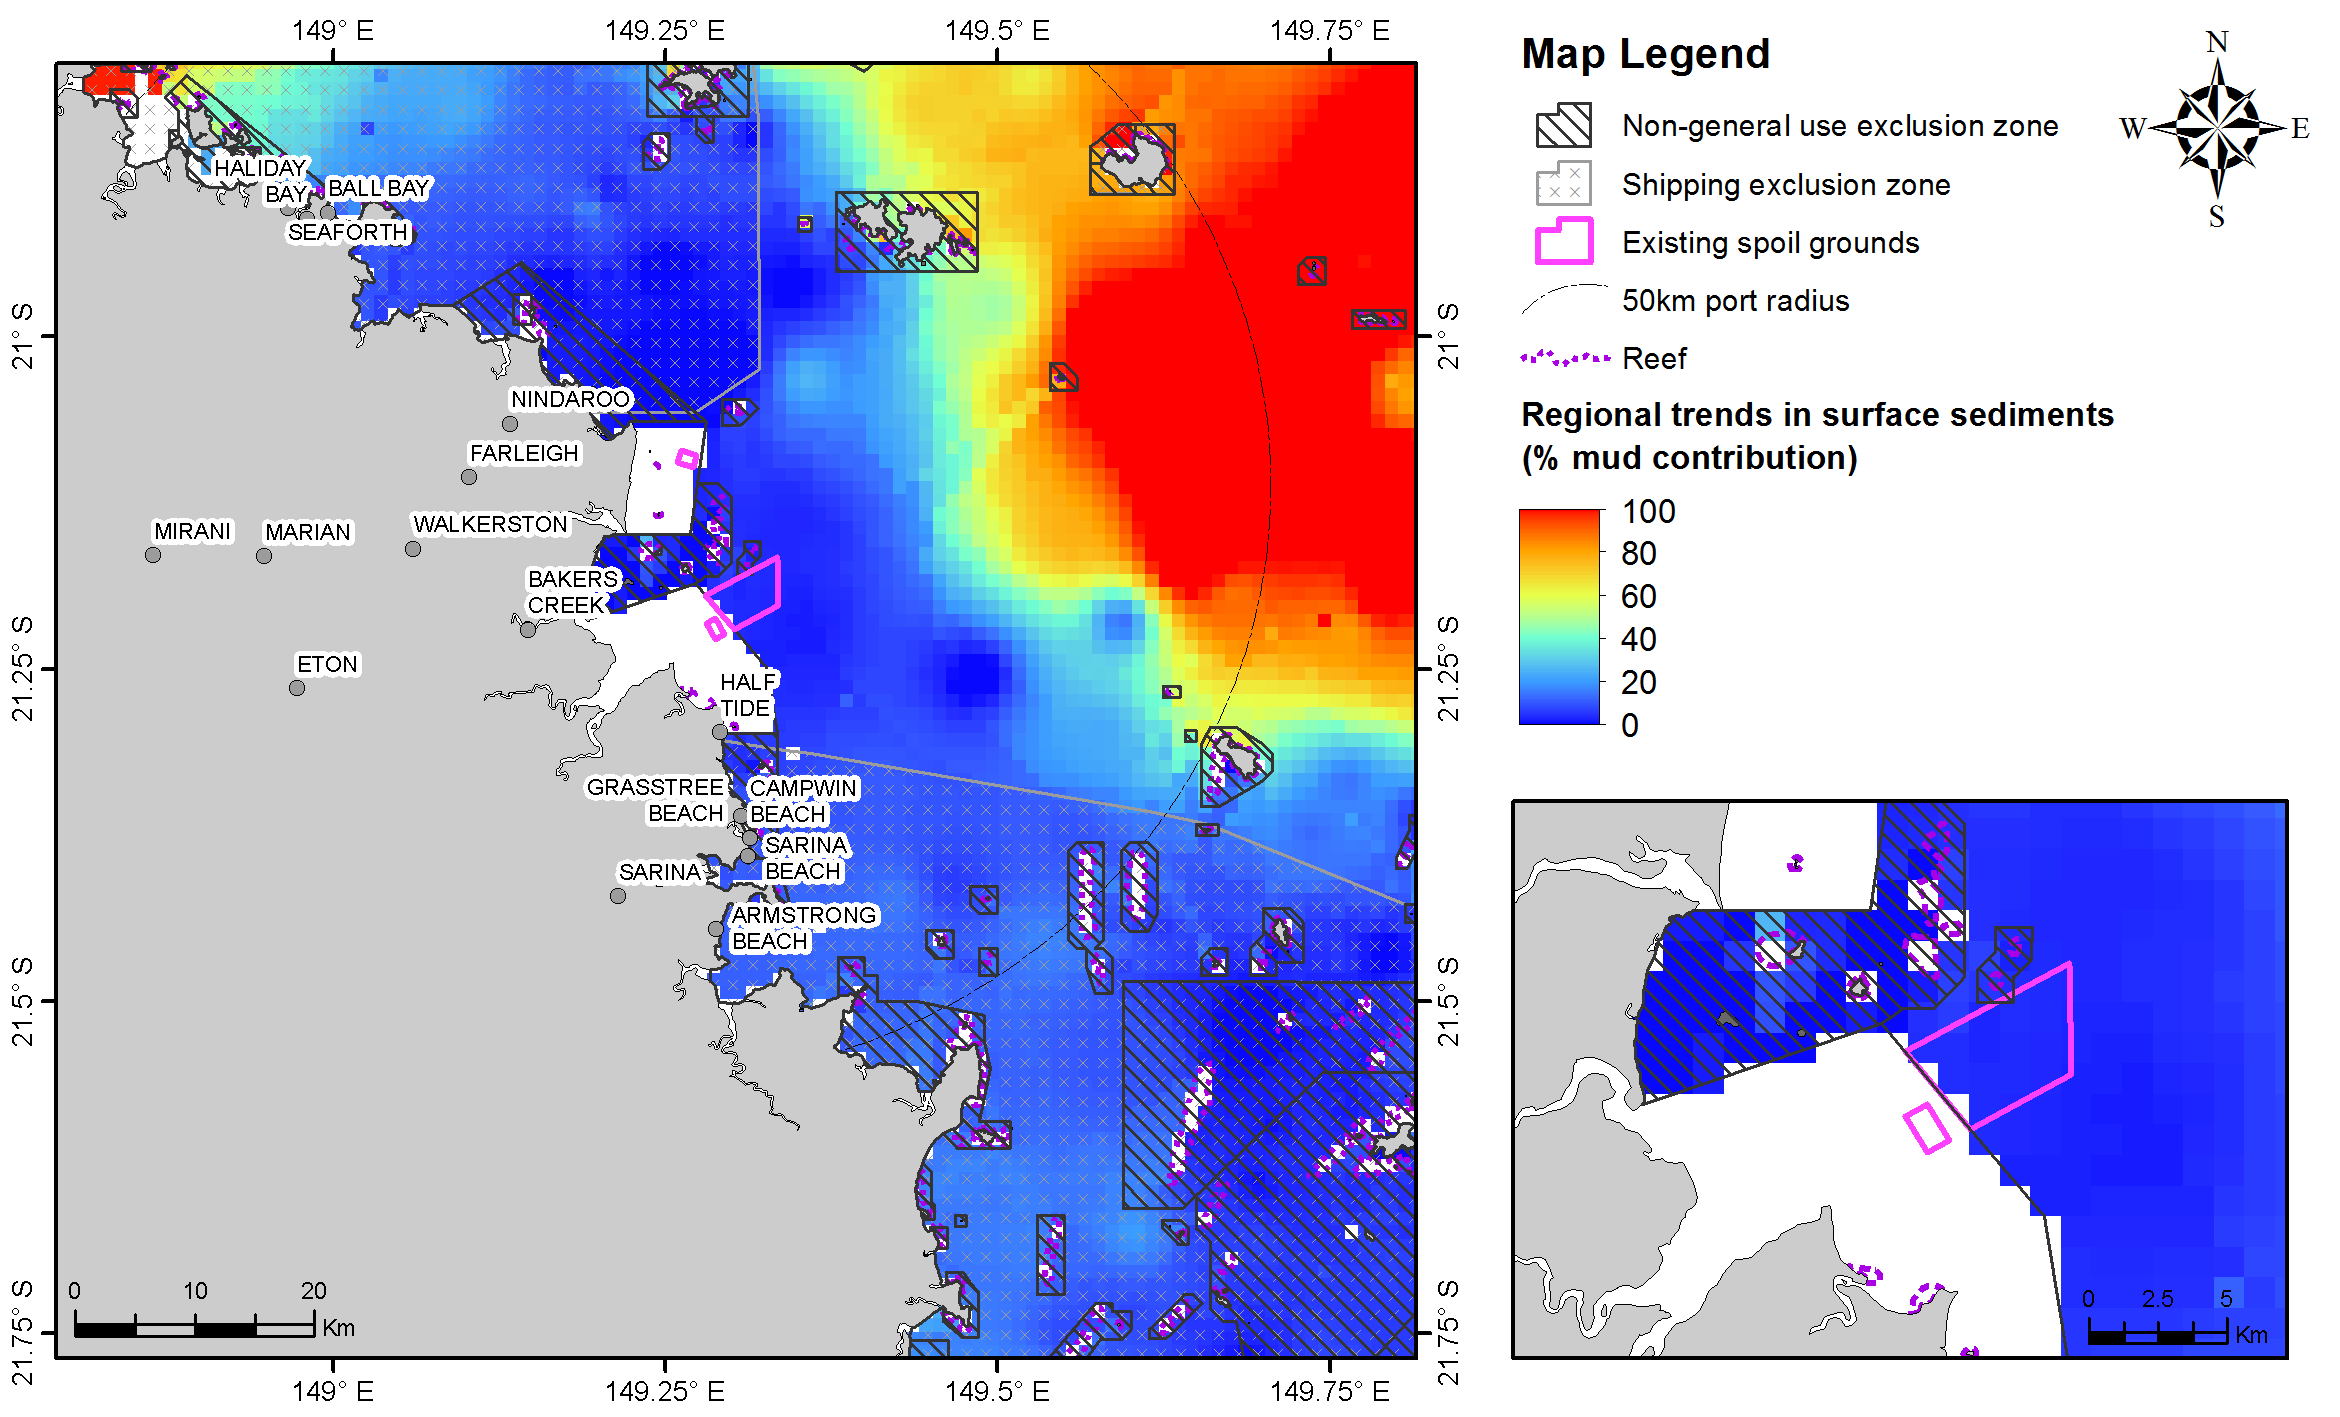 149° E
149.25° E
149.5° E
149.75° E
21° S
21.25° S
21.5° S
21.75° S
HALIDAY
BAY
BALL BAY
SEAFORTH
NINDAROO
FARLEIGH
MIRANI
MARIAN
WALKERSTON
BAKERS
CREEK
ETON
HALF
TIDE
GRASSTREE
BEACH
CAMPWIN
BEACH
SARINA
BEACH
SARINA
ARMSTRONG
BEACH
0 10 20
Km
21° S
21.25° S
21.5° S
21.75° S
149° E
149.25° E
149.5° E
149.75° E
Map Legend
Non-general use exclusion zone
Shipping exclusion zone
Existing spoil grounds
50km port radius
Reef
Regional trends in surface sediments
(% mud contribution)
100
80
60
40
20
0
N
W
E
S
0 2.5 5
Km